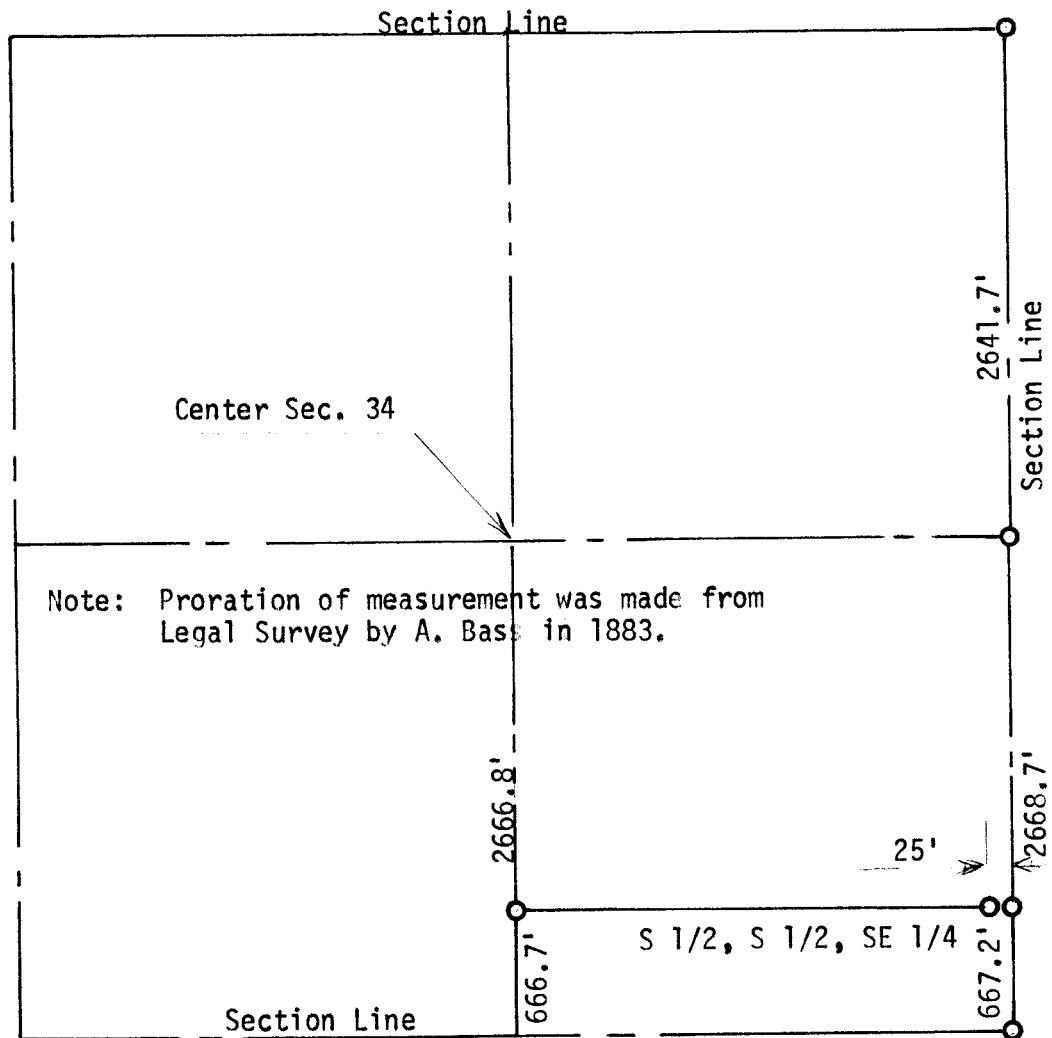 Section Line
2641.7'
Section Line
Center Sec. 34
Note: Proration of measurement was made from
Legal Survey by A. Bass in 1883.
2666.8'
2668.7'
25'
S 1/2, S 1/2, SE 1/4
666.7'
667.2'
Section Line